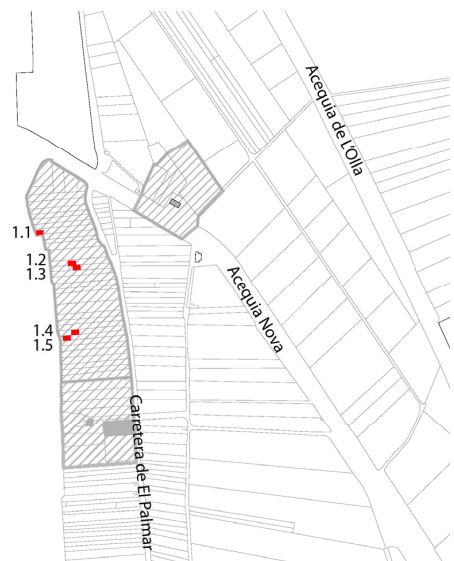 Acequia de L'Olla
1.1
1.2
1.3
Acequia Nova
1.4
1.5
Carretera de El Palmar